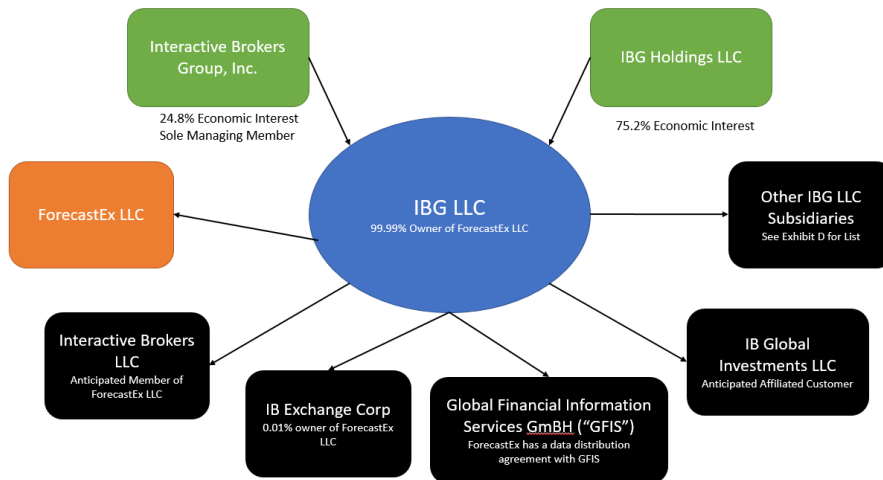 Interactive Brokers
Group, Inc.
IBG Holdings LLC
24.8% Economic Interest
Sole Managing Member
75.2% Economic Interest
ForecastEx LLC
IBG LLC
99.99% Owner of ForecastEx LLC
Other IBG LLC
Subsidiaries
See Exhibit D for List
Interactive Brokers
LLC
Anticipated Member of
ForecastEx LLC
IB Exchange Corp
0.01% owner of ForecastEx
LLC
Global Financial Information
Services GmBH (“GFIS”)
ForecastEx has a data distribution
agreement with GFIS
IB Global
Investments LLC
Anticipated Affiliated Customer